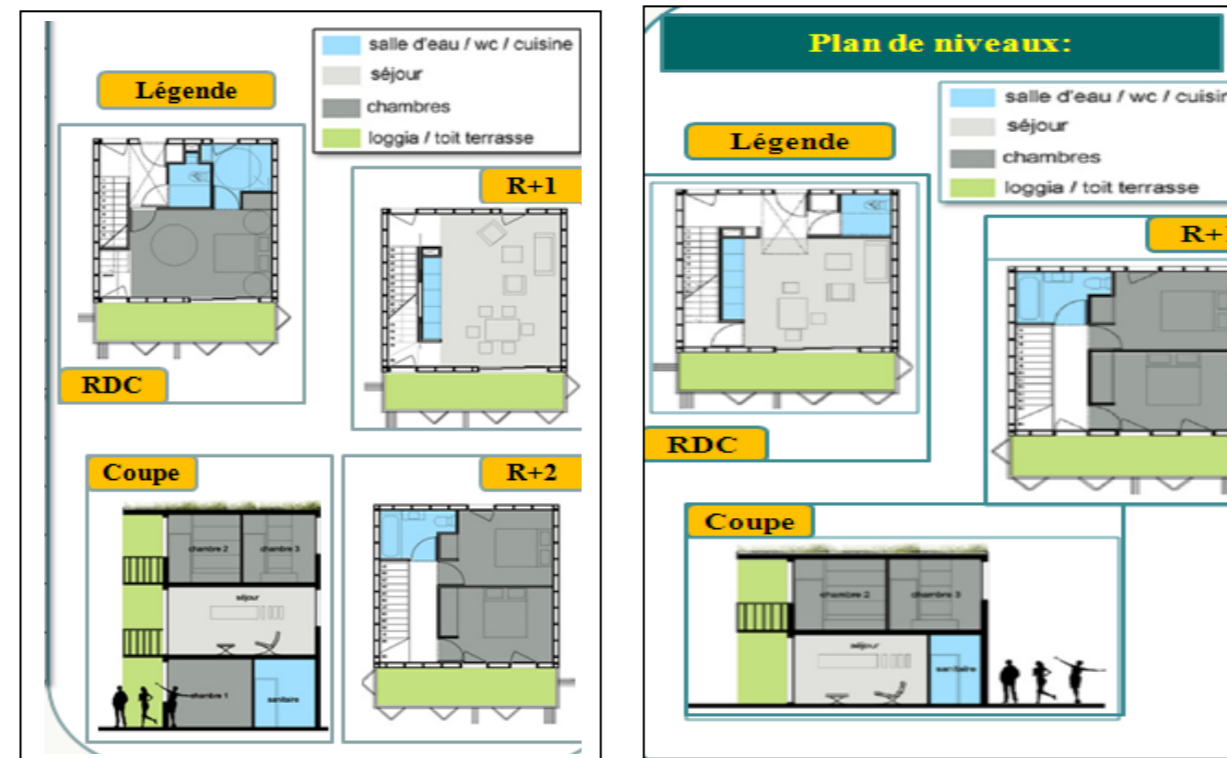 salle d'eau / wc / cuisine
séjour
Légende
chambres
loggia / toit terrasse
R+1
RDC
Coupe
R+2
chambre 2
chambre 3
séjour
chambre 1
sanitaire
Plan de niveaux:
salle d'eau / wc / cuisin
séjour
Légende
chambres
loggia / toit terrasse
R+1
RDC
Coupe
chambre 2
chambre 3
séjour
sanitaire